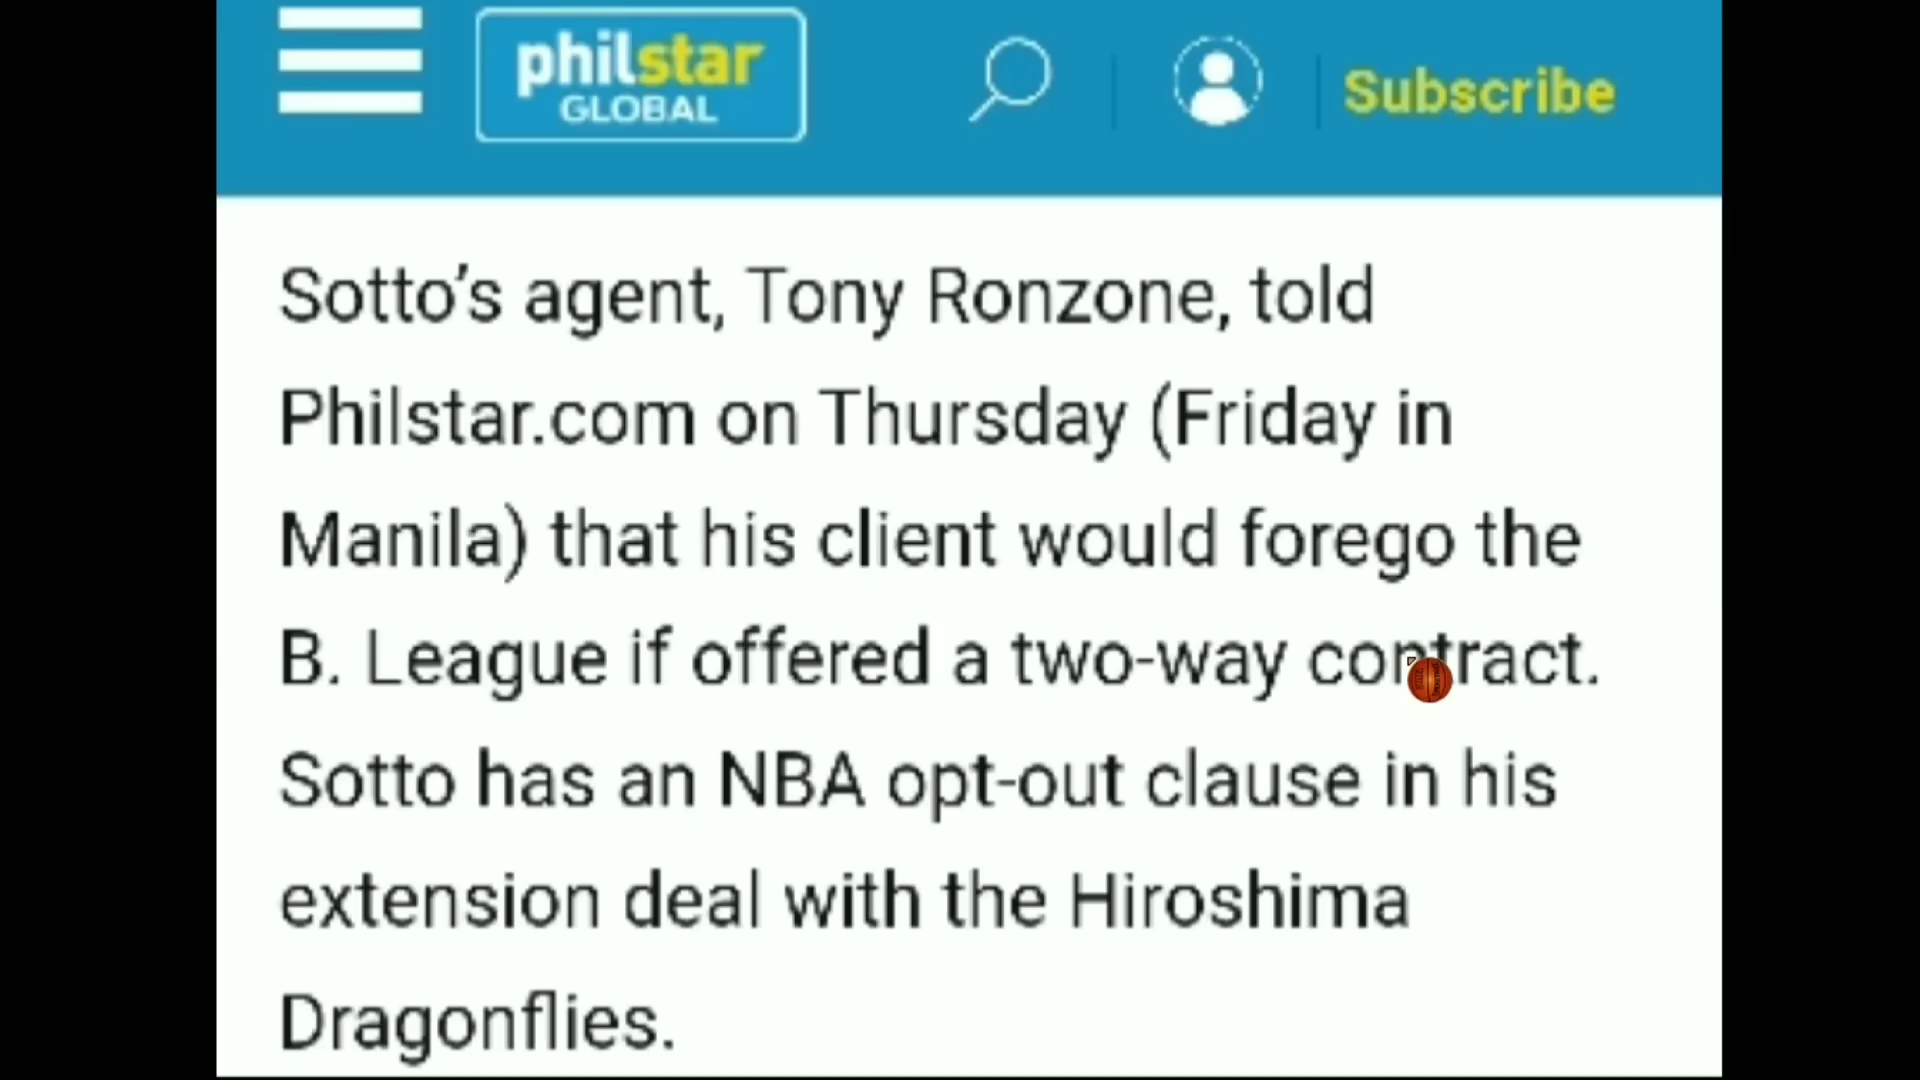 philstar
GLOBAL
Subscribe
Sotto’s agent, Tony Ronzone, told
Philstar.com on Thursday (Friday in
Manila) that his client would forego the
B. League if offered a two-way contract.
Sotto has an NBA opt-out clause in his
extension deal with the Hiroshima
Dragonflies.